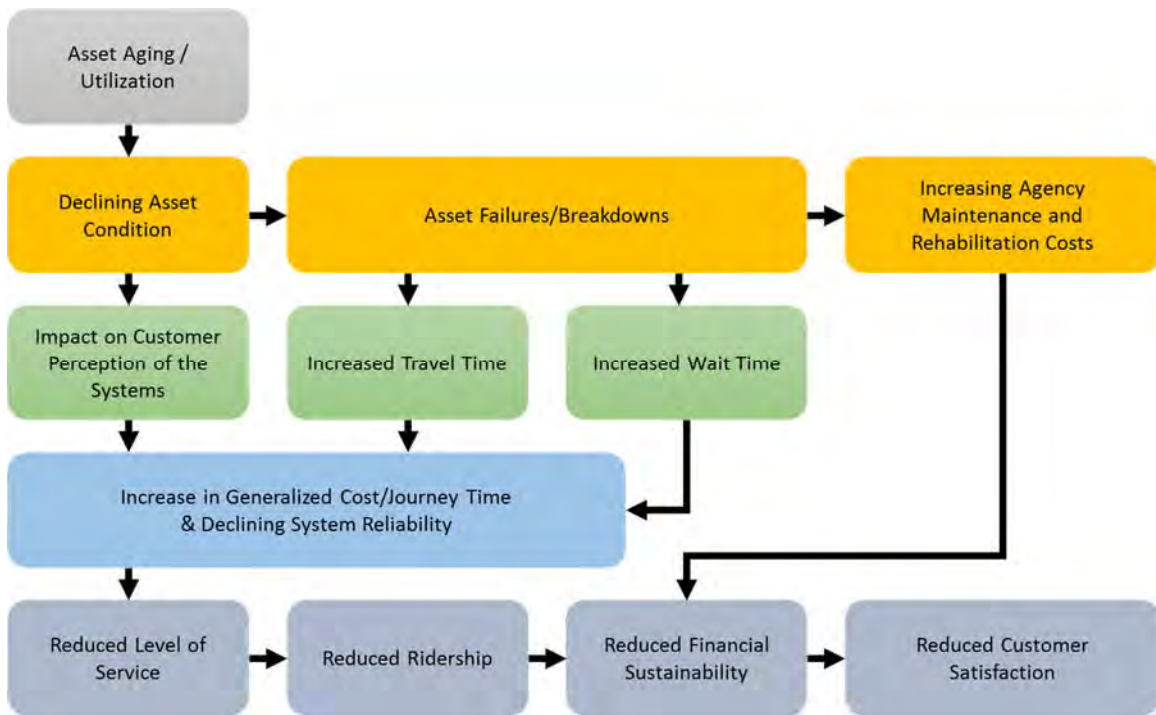 Asset Aging /
Utilization
Declining Asset
Condition
Asset Failures/Breakdowns
Increasing Agency
Maintenance and
Rehabilitation Costs
Impact on Customer
Perception of the
Systems
Increased Travel Time
Increased Wait Time
Increase in Generalized Cost/Journey Time
& Declining System Reliability
Reduced Level of
Service
Reduced Ridership
Reduced Financial
Sustainability
Reduced Customer
Satisfaction